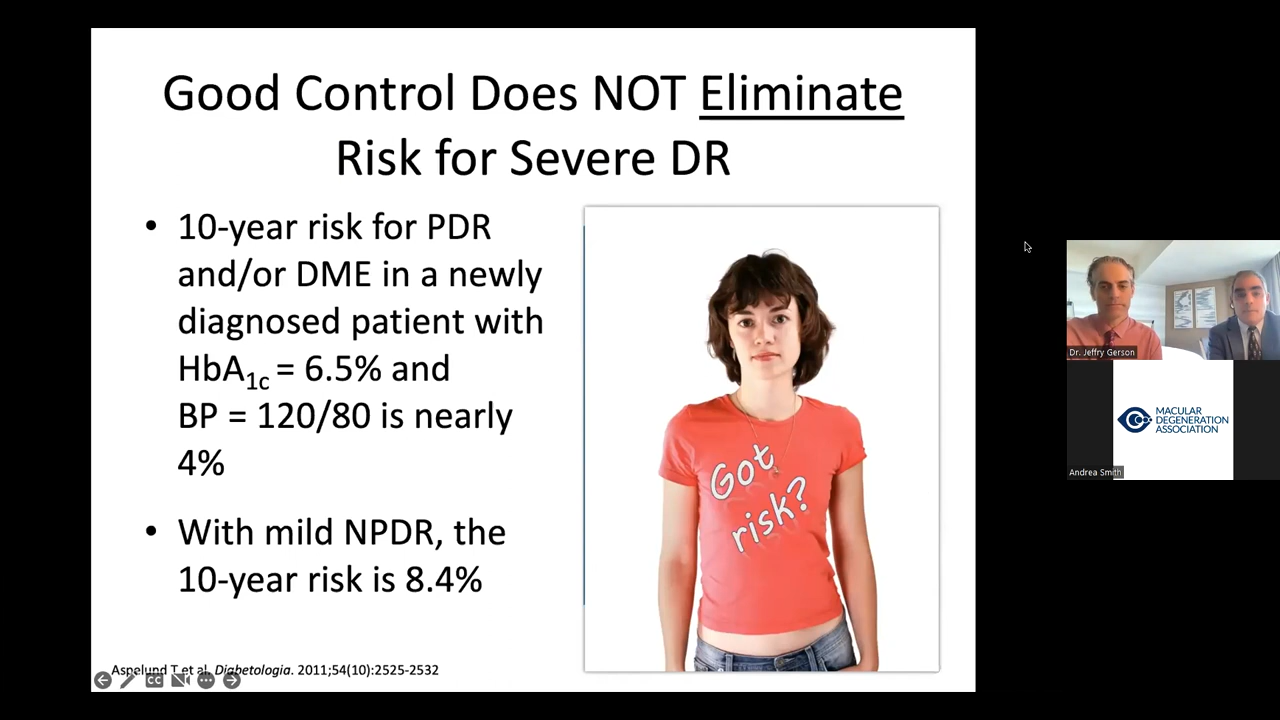 Good Control Does NOT Eliminate
Risk for Severe DR
• 10-year risk for PDR
and/or DME in a newly
diagnosed patient with
HbA1c = 6.5% and
BP = 120/80 is nearly
4%
• With mild NPDR, the
10-year risk is 8.4%
Got
risk?
Aspelund T et al. Diabetologia. 2011;54(10):2525-2532
CC
Dr. Jeffry Gerson
MACULAR
DEGENERATION
ASSOCIATION
Andrea Smith